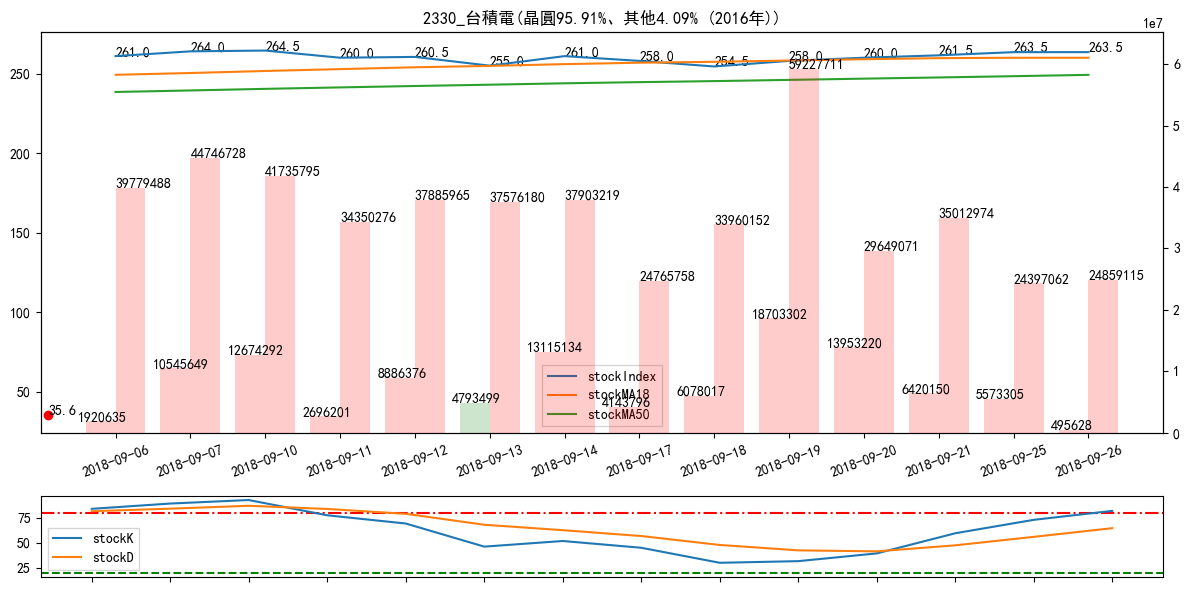 2330_台積電(晶圓95.91%、其他4.09% (2016年))
1e7
261.0 264.0 264.5 260.0 260.5 255.0 261.0 258.0 254.5 258.0 260.0 261.5 263.5 263.5
39779488 44746728 41735795 34350276 37885965 37576180 37903219 24765758 33960152 59227711 29649071 35012974 24397062 24859115
1920635 10545649 12674292 2696201 8886376 4793499 13115134 4143796 6078017 18703302 13953220 6420150 5573305 495628
35.6
250
200
150
100
50
6
5
4
3
2
1
0
stockIndex
stockMA18
stockMA50
2018-09-06 2018-09-07 2018-09-10 2018-09-11 2018-09-12 2018-09-13 2018-09-14 2018-09-17 2018-09-18 2018-09-19 2018-09-20 2018-09-21 2018-09-25 2018-09-26
75
50
25
stockK
stockD